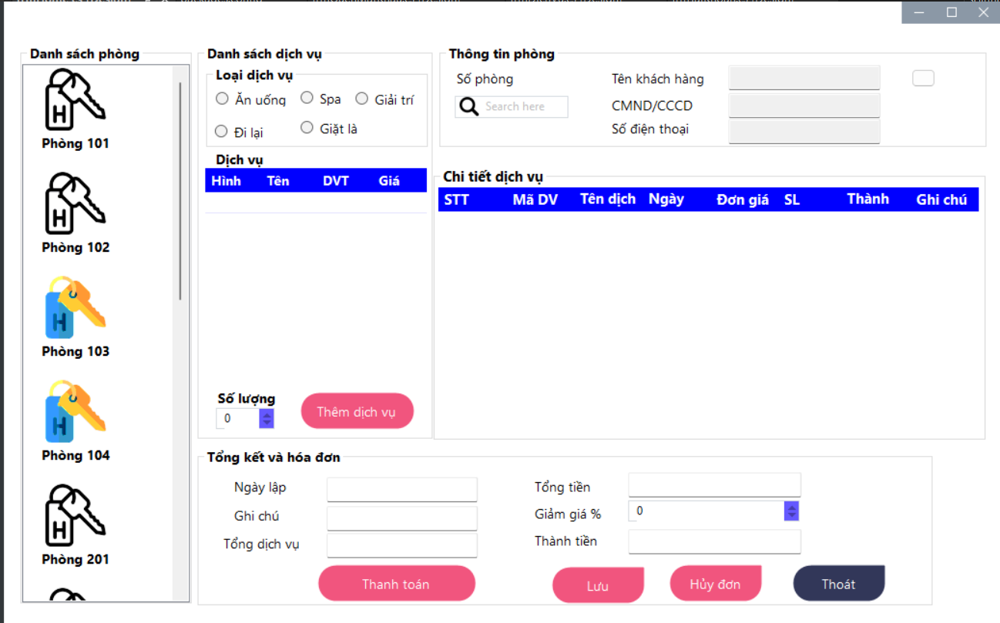 Danh sách phòng
Phòng 101
Phòng 102
Phòng 103
Phòng 104
Phòng 201
Danh sách dịch vụ
Loại dịch vụ
Ăn uống Spa Giải trí
Đi lại Giặt là
Dịch vụ
Hình Tên DVT Giá
Số lượng
0
Thêm dịch vụ
Thông tin phòng
Số phòng
Search here
Tên khách hàng
CMND/CCCD
Số điện thoại
Chi tiết dịch vụ
STT Mã DV Tên dịch Ngày Đơn giá SL Thành Ghi chú
Tổng kết và hóa đơn
Ngày lập
Ghi chú
Tổng dịch vụ
Tổng tiền
Giảm giá % 0
Thành tiền
Thanh toán Lưu Hủy đơn Thoát